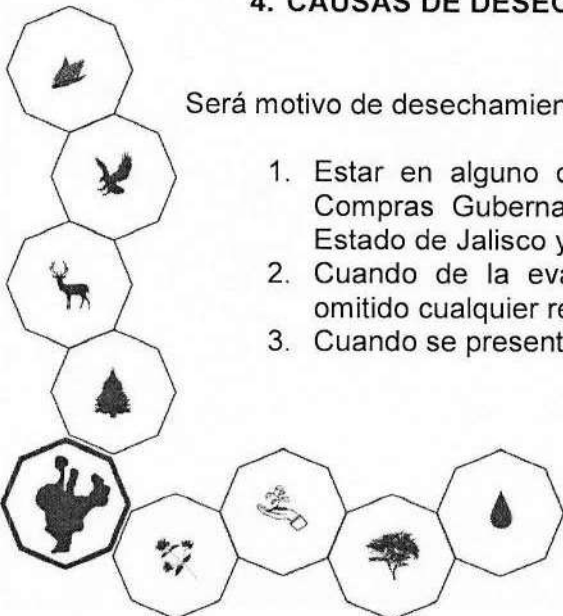 4. CAUSAS DE DESEC
Será motivo de desechamien
1. Estar en alguno
Compras Guberna
Estado de Jalisco y
2. Cuando de la eva
omitido cualquier re
3. Cuando se present